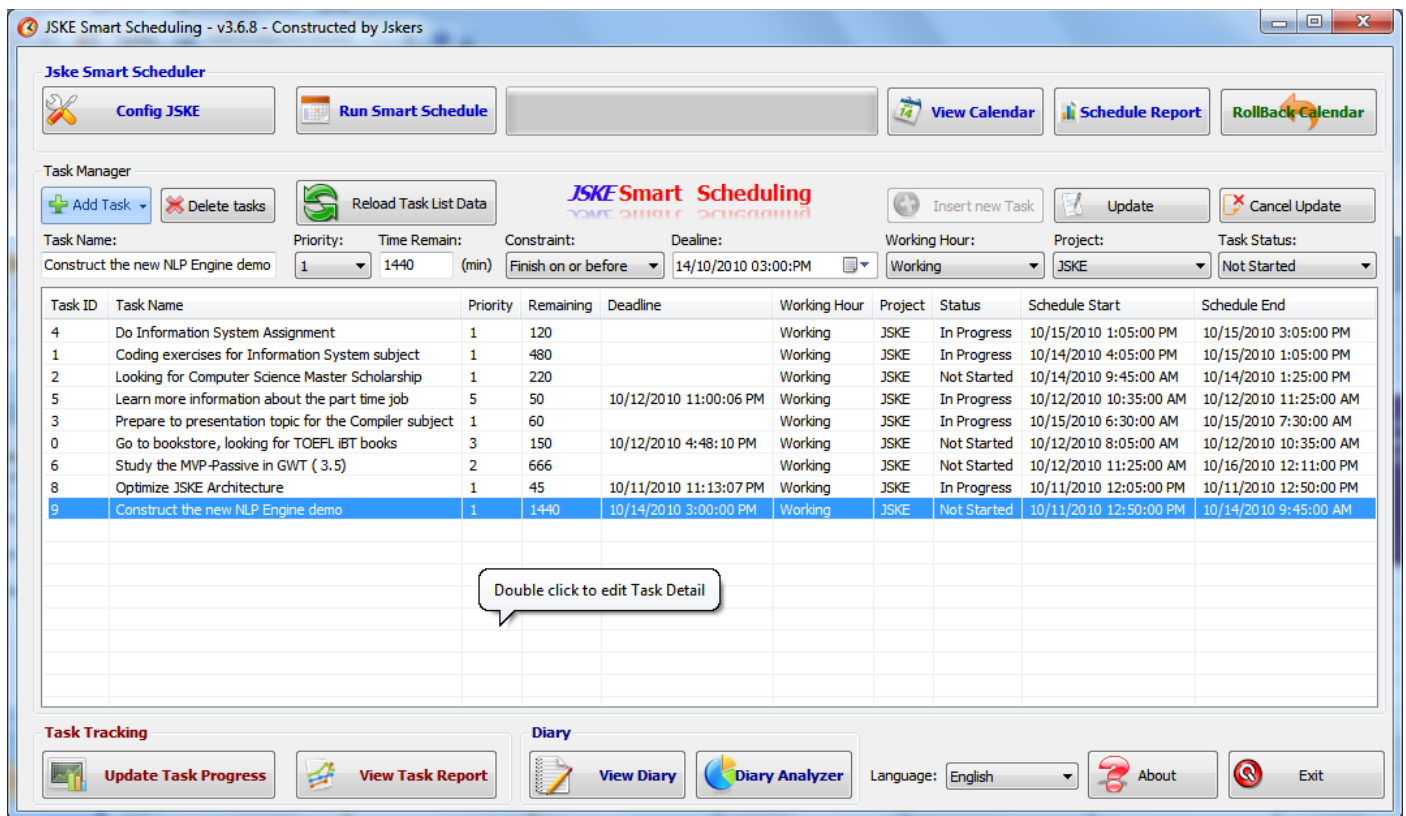 JSKE Smart Scheduling - v3.6.8 - Constructed by Jskers
Jske Smart Scheduler
Config JSKE
Run Smart Schedule
14
View Calendar
Schedule Report
RollBack Calendar
Task Manager
Add Task
Delete tasks
Reload Task List Data
JSKE Smart Scheduling
Insert new Task
Update
Cancel Update
Task Name: Priority: Time Remain: Constraint: Dealine: Working Hour: Project: Task Status:
Construct the new NLP Engine demo 1 1440 (min) Finish on or before 14/10/2010 03:00:PM Working JSKE Not Started
Task ID Task Name Priority Remaining Deadline Working Hour Project Status Schedule Start Schedule End
4 Do Information System Assignment 1 120 Working JSKE In Progress 10/15/2010 1:05:00 PM 10/15/2010 3:05:00 PM
1 Coding exercises for Information System subject 1 480 Working JSKE In Progress 10/14/2010 4:05:00 PM 10/15/2010 1:05:00 PM
2 Looking for Computer Science Master Scholarship 1 220 Working JSKE Not Started 10/14/2010 9:45:00 AM 10/14/2010 1:25:00 PM
5 Learn more information about the part time job 5 50 10/12/2010 11:00:06 PM Working JSKE In Progress 10/12/2010 10:35:00 AM 10/12/2010 11:25:00 AM
3 Prepare to presentation topic for the Compiler subject 1 60 Working JSKE In Progress 10/15/2010 6:30:00 AM 10/15/2010 7:30:00 AM
0 Go to bookstore, looking for TOEFL iBT books 3 150 10/12/2010 4:48:10 PM Working JSKE Not Started 10/12/2010 8:05:00 AM 10/12/2010 10:35:00 AM
6 Study the MVP-Passive in GWT ( 3.5) 2 666 Working JSKE Not Started 10/12/2010 11:25:00 AM 10/16/2010 12:11:00 PM
8 Optimize JSKE Architecture 1 45 10/11/2010 11:13:07 PM Working JSKE In Progress 10/11/2010 12:05:00 PM 10/11/2010 12:50:00 PM
9 Construct the new NLP Engine demo 1 1440 10/14/2010 3:00:00 PM Working JSKE Not Started 10/11/2010 12:50:00 PM 10/14/2010 9:45:00 AM
Double click to edit Task Detail
Task Tracking
Update Task Progress
View Task Report
Diary
View Diary
Diary Analyzer
Language: English
About
Exit